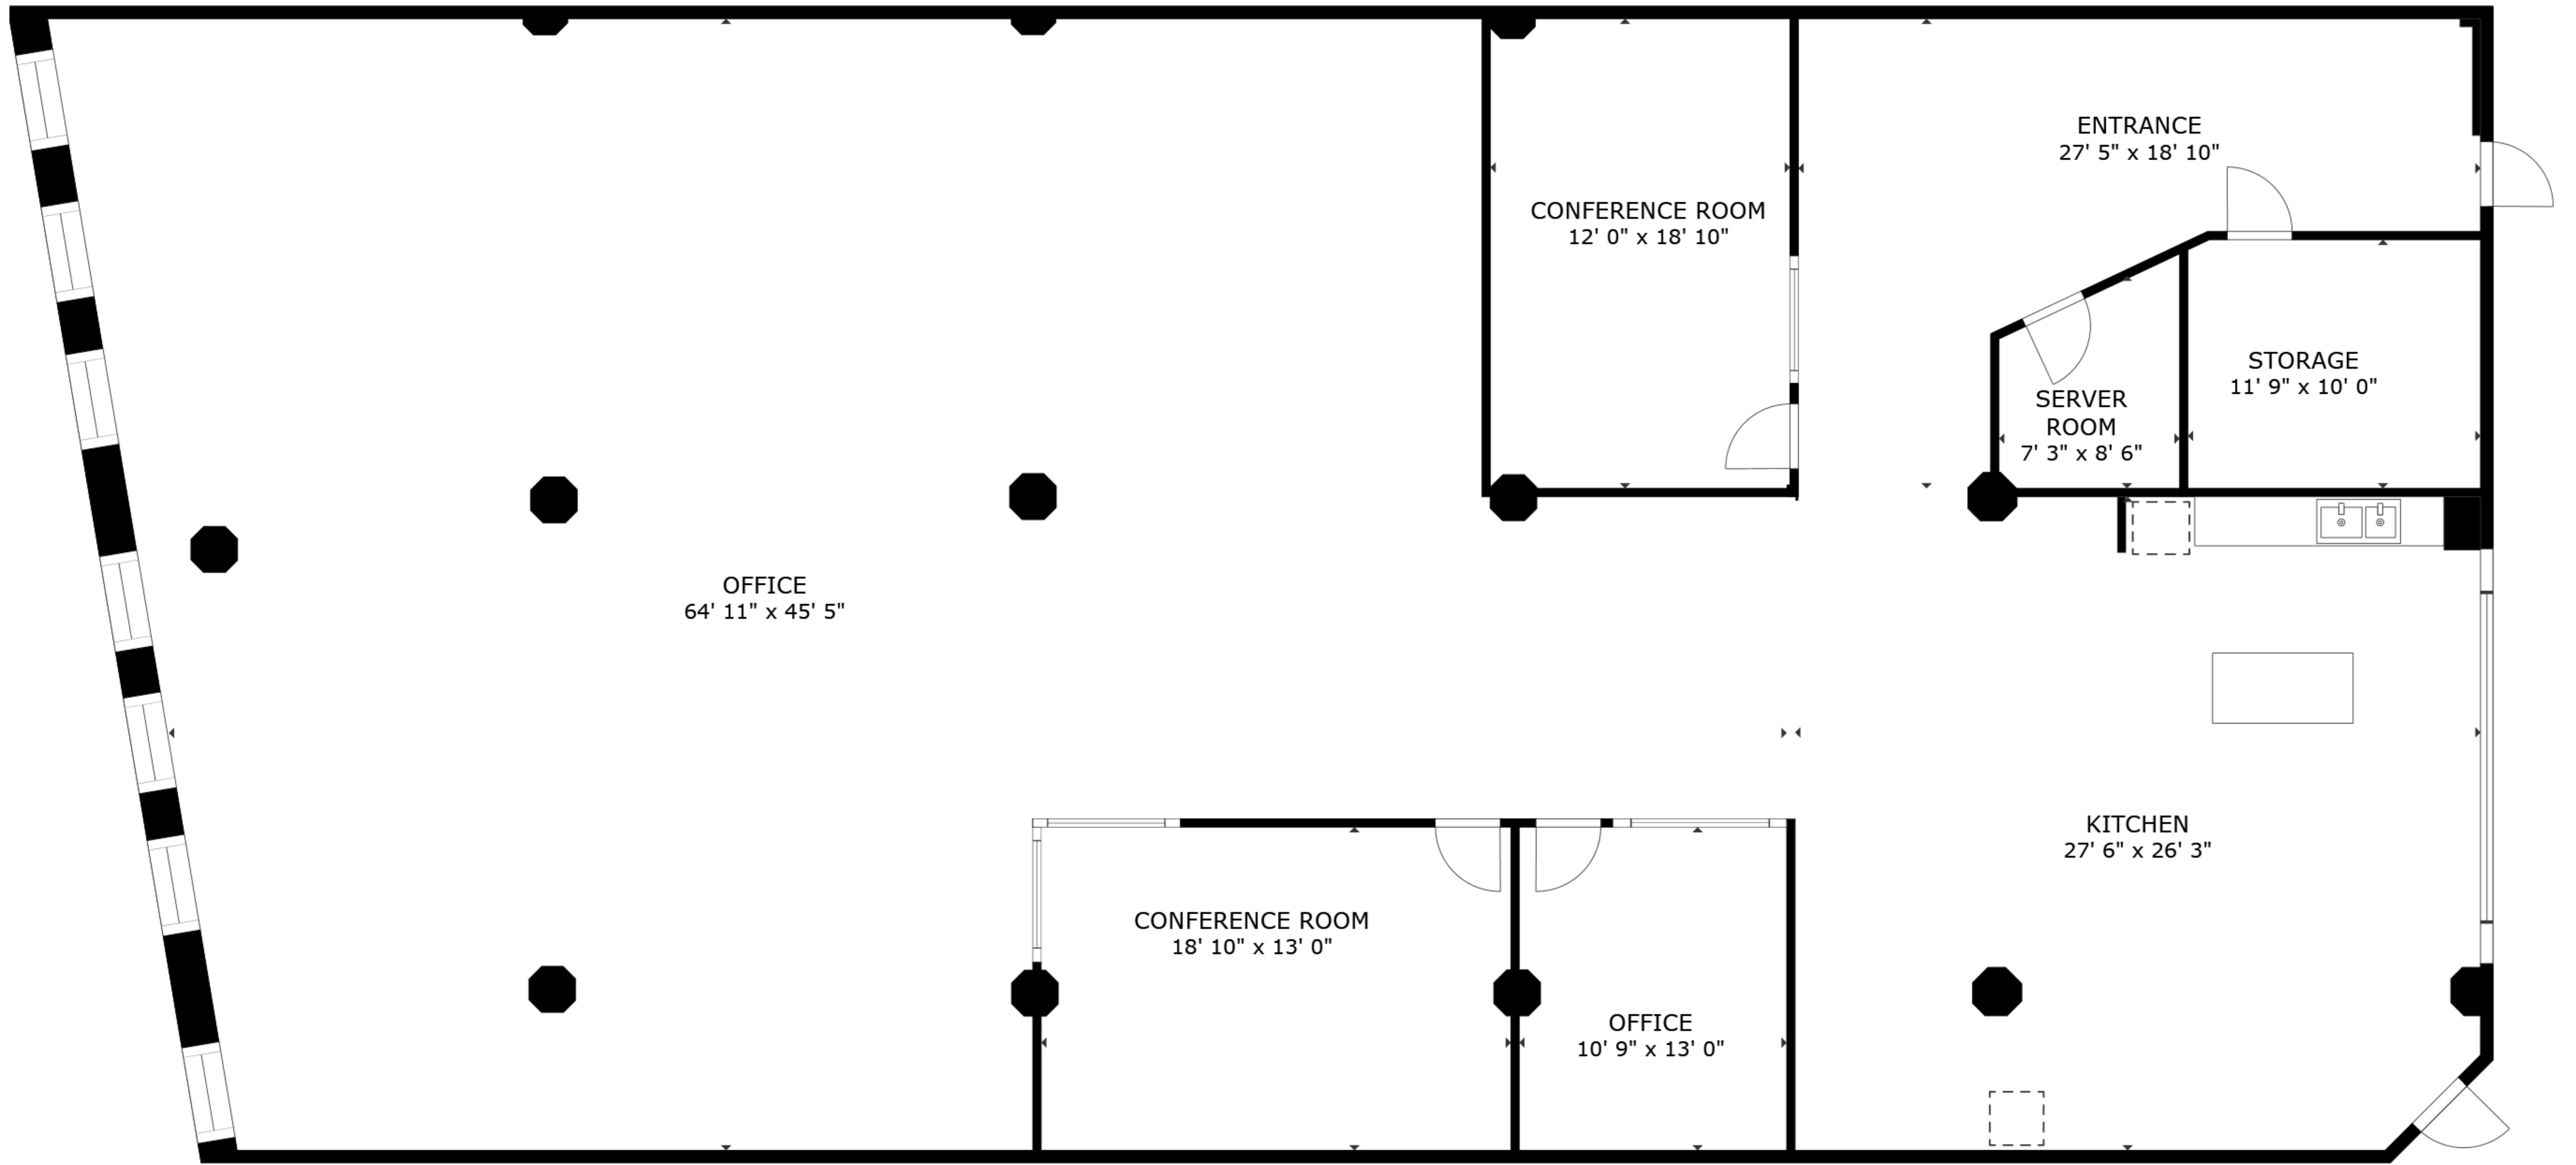 ENTRANCE
27' 5" x 18' 10"
CONFERENCE ROOM
12' 0" x 18' 10"
STORAGE
11' 9" x 10' 0"
SERVER
ROOM
7' 3" x 8' 6"
OFFICE
64' 11" x 45' 5"
KITCHEN
27' 6" x 26' 3"
CONFERENCE ROOM
18' 10" x 13' 0"
OFFICE
10' 9" x 13' 0"